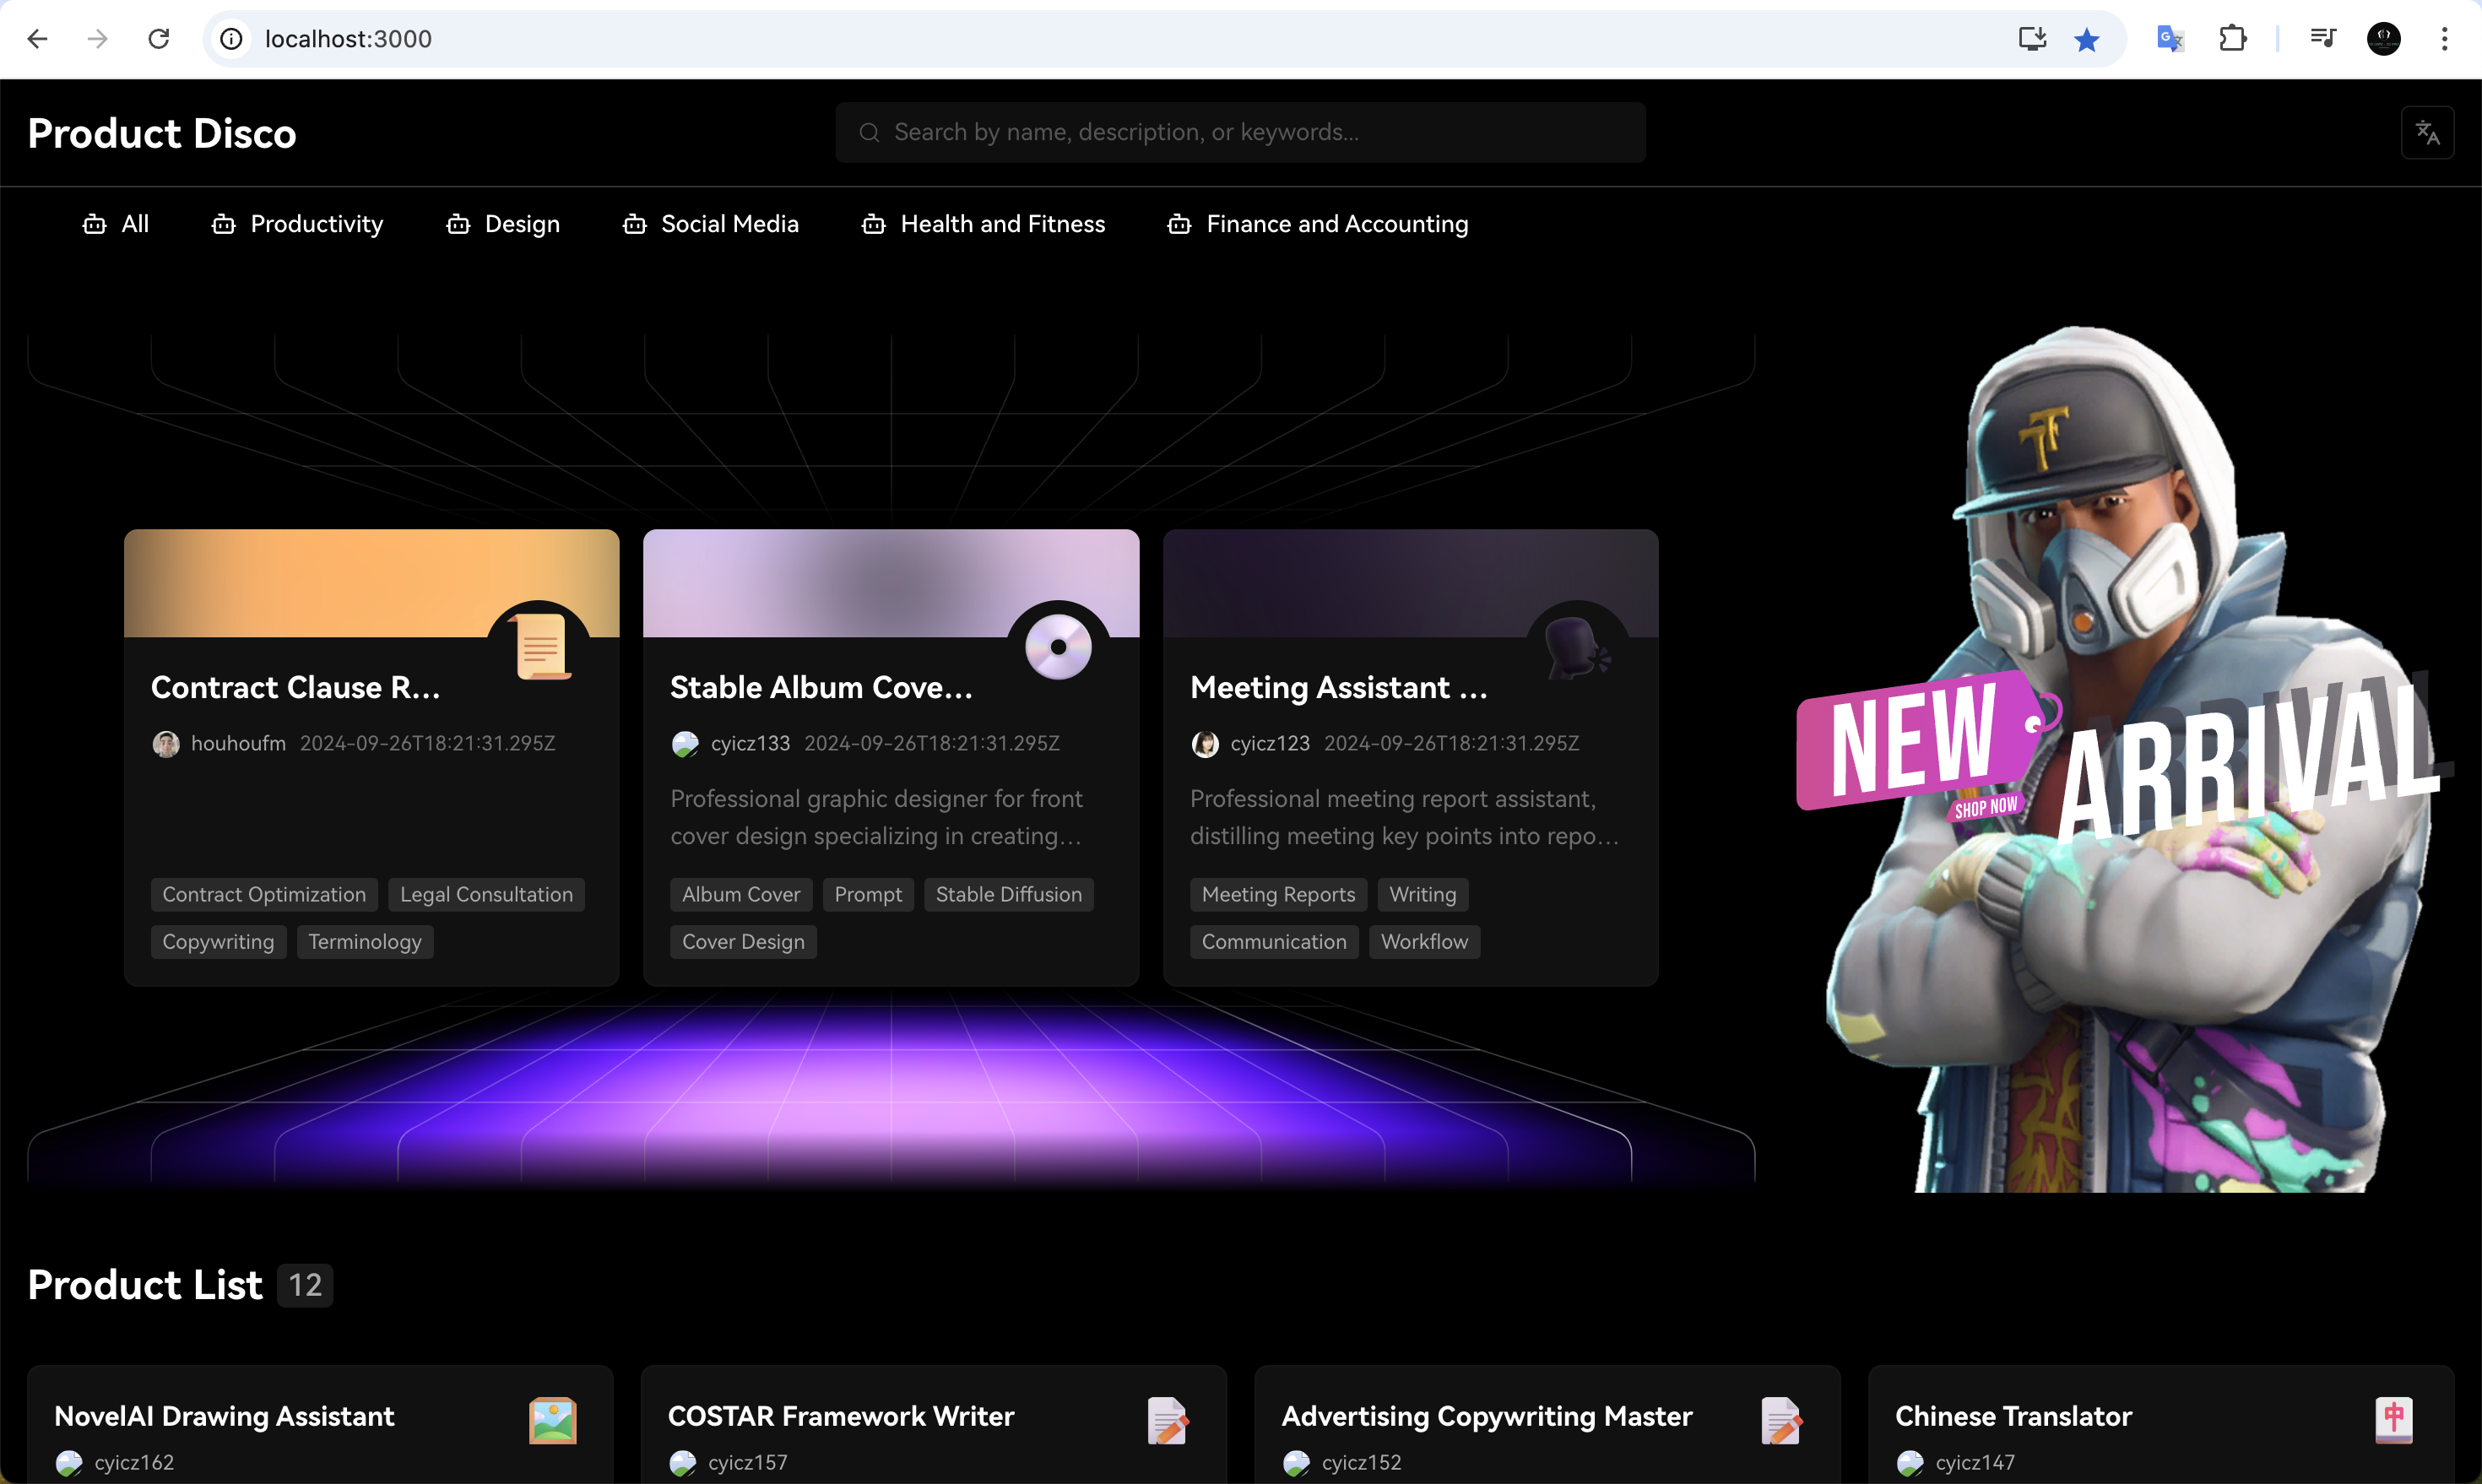 localhost:3000
Product Disco
Search by name, description, or keywords...
All
Productivity
Design
Social Media
Health and Fitness
Finance and Accounting
Contract Clause R...
houhoufm 2024-09-26T18:21:31.295Z
Contract Optimization
Legal Consultation
Copywriting
Terminology
Stable Album Cove...
cyicz133 2024-09-26T18:21:31.295Z
Professional graphic designer for front
cover design specializing in creating...
Album Cover
Prompt
Stable Diffusion
Cover Design
Meeting Assistant ...
cyicz123 2024-09-26T18:21:31.295Z
Professional meeting report assistant,
distilling meeting key points into repo...
Meeting Reports
Writing
Communication
Workflow
NEW
SHOP NOW
ARRIVAL
Product List 12
NovelAI Drawing Assistant
cyicz162
COSTAR Framework Writer
cyicz157
Advertising Copywriting Master
cyicz152
Chinese Translator
中
cyicz147